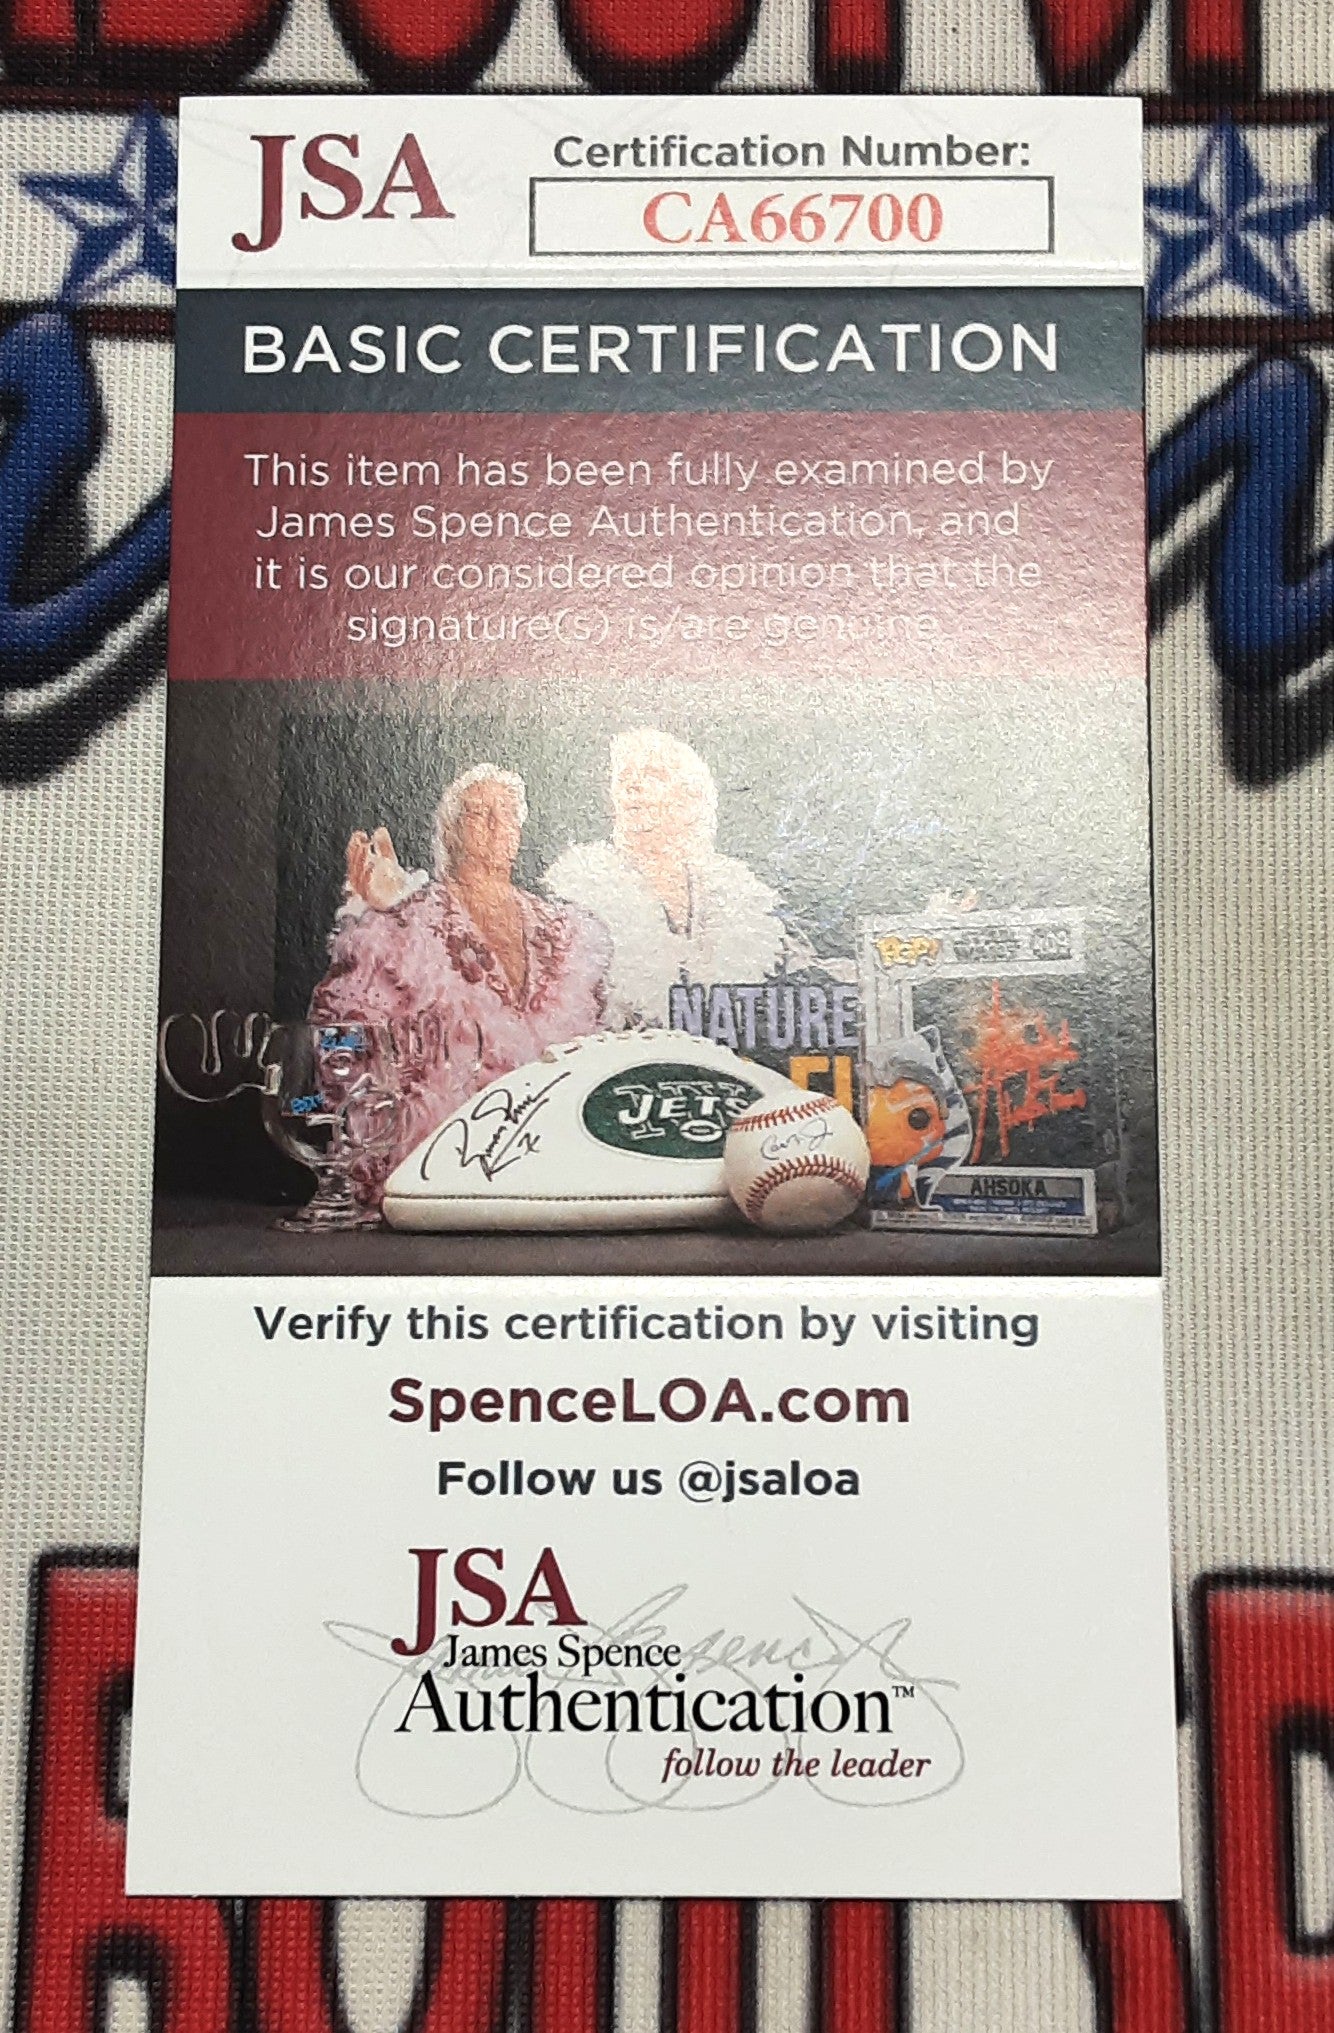 JSA
Certification Number:
CA66700
BASIC CERTIFICATION
This item has been fully examined by
James Spence Authentication, and
it is our considered opinion that the
signature(s) is/are genuine
NATURE
POP!
JETS
AHSOKA
Verify this certification by visiting
SpenceLOA.com
Follow us @jsaloa
JSA
James Spence
Authentication™
follow the leader